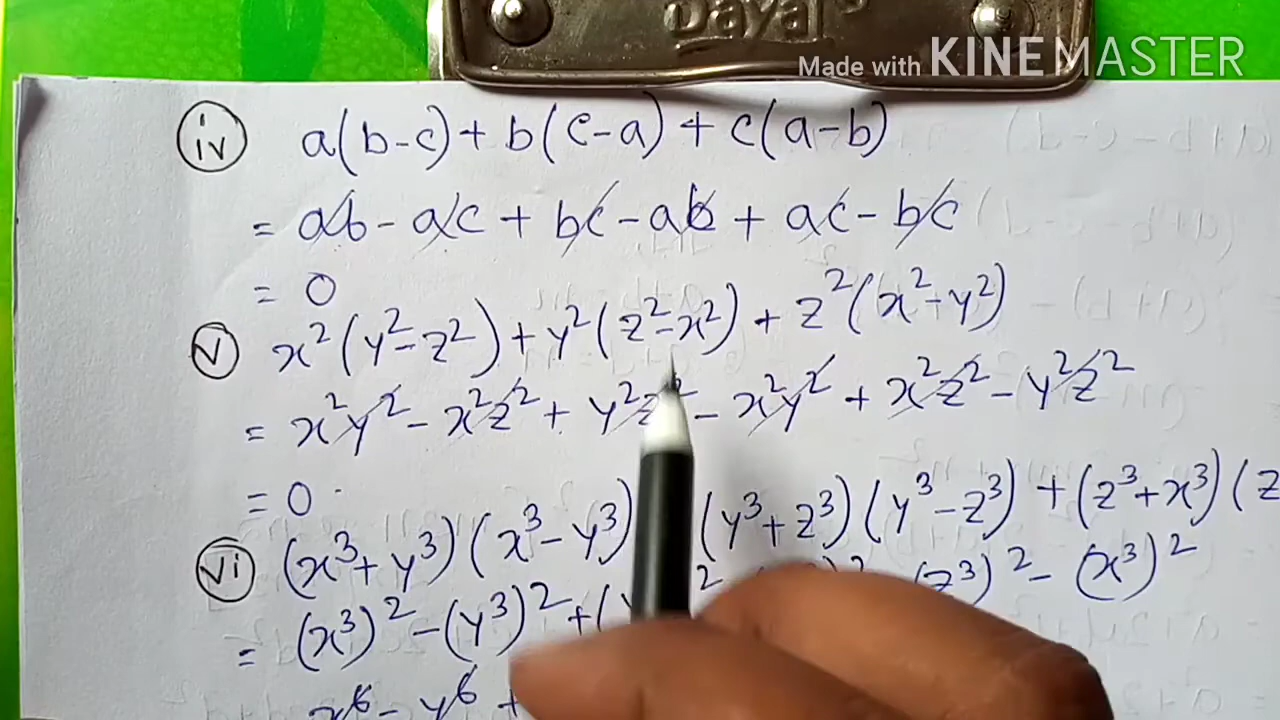 Dayal
Made with KINEMASTER
iv a(b-c)+b(c-a)+c(a-b)
= ab-ac+bc-ab+ac-bc
= 0
v x²(y²-z²)+y²(z²-x²)+z²(x²-y²)
= x²y²-x²z²+y²z²-x²y²+x²z²-y²z²
= 0
vi (x³+y³)(x³-y³) (y³+z³)(y³-z³)+(z³+x³)(z
= (x³)²-(y³)²+( (z³)²-(x³)²
x⁶-y⁶+